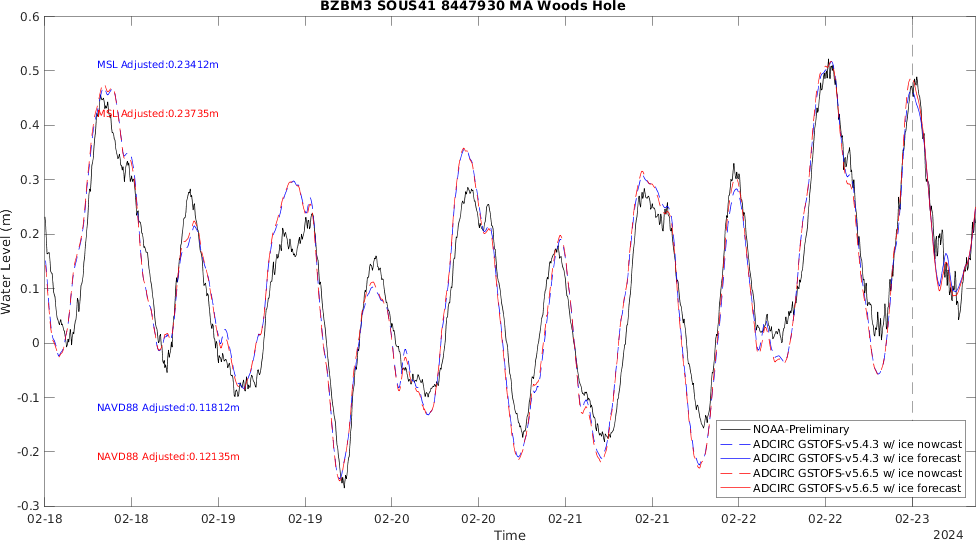 BZBM3 SOUS41 8447930 MA Woods Hole
0.6
0.5
0.4
0.3
0.2
0.1
0
-0.1
-0.2
-0.3
Water Level (m)
MSL Adjusted:0.23412m
MSL Adjusted:0.23735m
NAVD88 Adjusted:0.11812m
NAVD88 Adjusted:0.12135m
NOAA-Preliminary
ADCIRC GSTOFS-v5.4.3 w/ ice nowcast
ADCIRC GSTOFS-v5.4.3 w/ ice forecast
ADCIRC GSTOFS-v5.6.5 w/ ice nowcast
ADCIRC GSTOFS-v5.6.5 w/ ice forecast
02-18 02-18 02-19 02-19 02-20 02-20 02-21 02-21 02-22 02-22 02-23
Time
2024